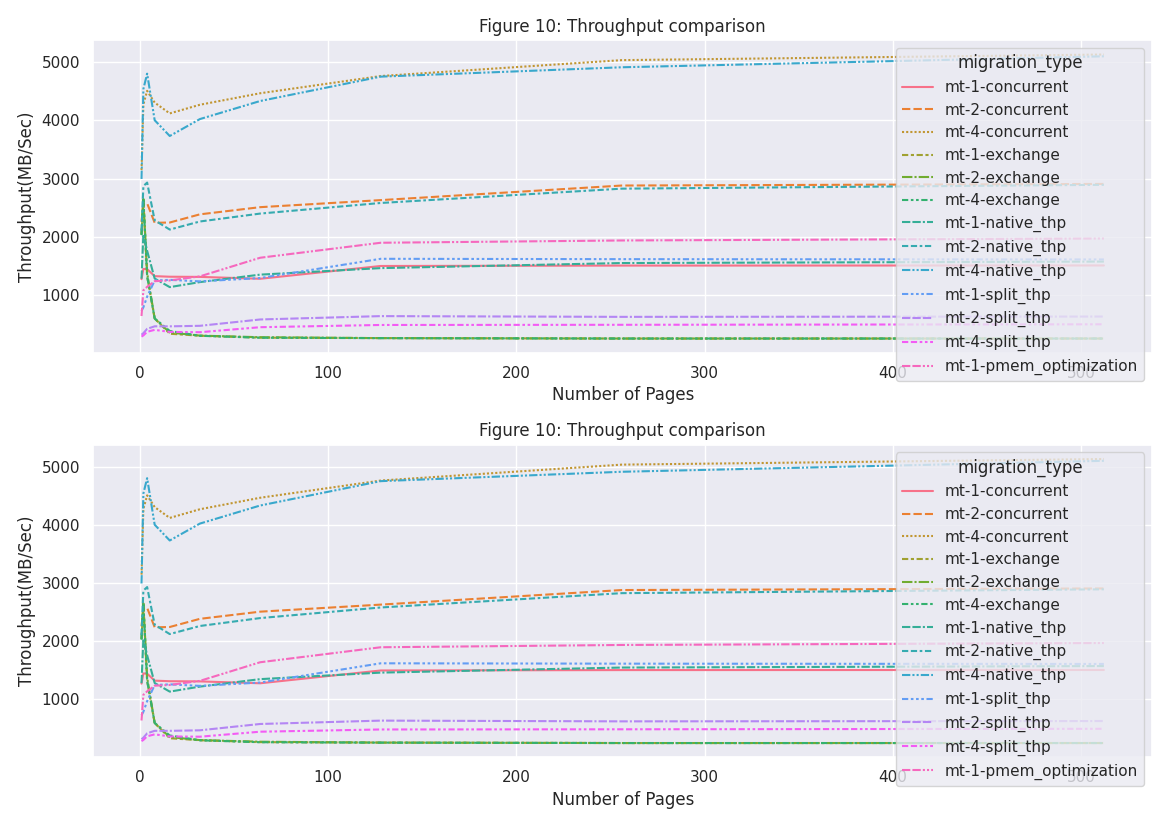 Figure 10: Throughput comparison
Throughput(MB/Sec)
5000
4000
3000
2000
1000
0
100
200
300
400
500
Number of Pages
migration_type
mt-1-concurrent
mt-2-concurrent
mt-4-concurrent
mt-1-exchange
mt-2-exchange
mt-4-exchange
mt-1-native_thp
mt-2-native_thp
mt-4-native_thp
mt-1-split_thp
mt-2-split_thp
mt-4-split_thp
mt-1-pmem_optimization
Figure 10: Throughput comparison
Throughput(MB/Sec)
5000
4000
3000
2000
1000
0
100
200
300
400
500
Number of Pages
migration_type
mt-1-concurrent
mt-2-concurrent
mt-4-concurrent
mt-1-exchange
mt-2-exchange
mt-4-exchange
mt-1-native_thp
mt-2-native_thp
mt-4-native_thp
mt-1-split_thp
mt-2-split_thp
mt-4-split_thp
mt-1-pmem_optimization